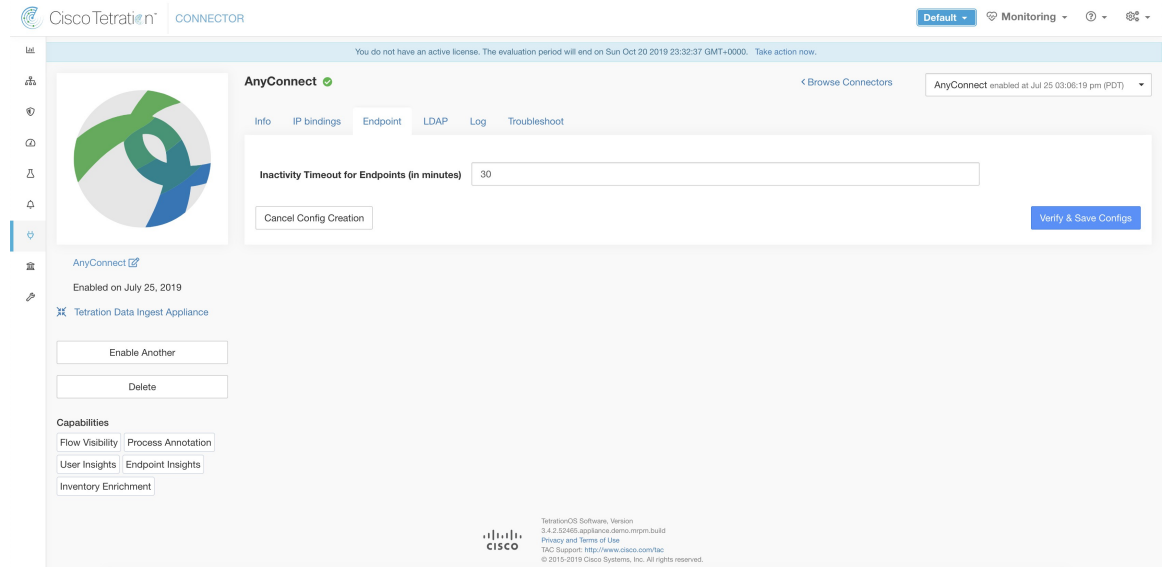 Cisco Tetration™ CONNECTOR Default Monitoring ?
You do not have an active license. The evaluation period will end on Sun Oct 20 2019 23:32:37 GMT+0000. Take action now.
AnyConnect < Browse Connectors AnyConnect enabled at Jul 25 03:06:19 pm (PDT)
Info IP bindings Endpoint LDAP Log Troubleshoot
Inactivity Timeout for Endpoints (in minutes) 30
Cancel Config Creation Verify & Save Configs
AnyConnect
Enabled on July 25, 2019
Tetration Data Ingest Appliance
Enable Another
Delete
Capabilities
Flow Visibility Process Annotation
User Insights Endpoint Insights
Inventory Enrichment
CISCO
TetrationOS Software, Version
3.4.2.52465.appliance.demo.mrpm.build
Privacy and Terms of Use
TAC Support: http://www.cisco.com/tac
© 2015-2019 Cisco Systems, Inc. All rights reserved.